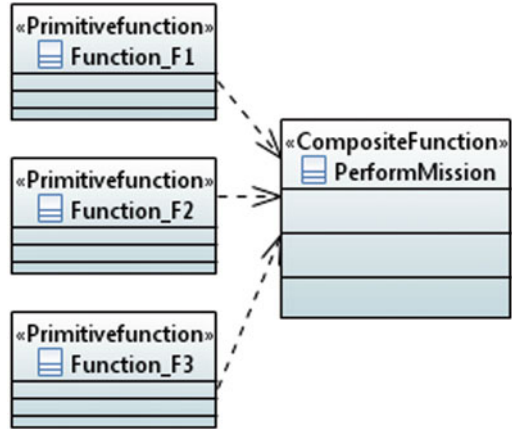 «Primitivefunction»
Function_F1
«Primitivefunction»
Function_F2
«Primitivefunction»
Function_F3
«CompositeFunction»
PerformMission